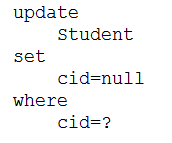 update
    Student
set
    cid=null
where
    cid=?